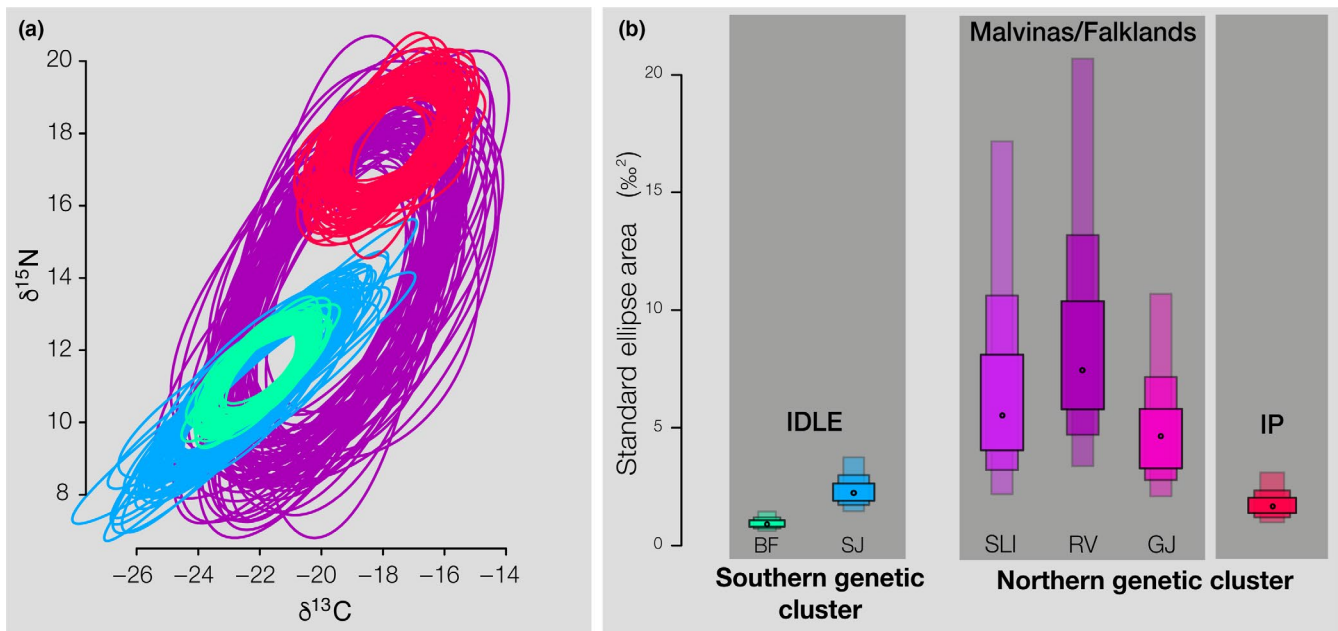 (a)
20
18
16
14
12
10
8
δ¹⁵N
−26 −24 −22 −20 −18 −16 −14
δ¹³C
(b)
Malvinas/Falklands
20
15
10
5
0
Standard ellipse area (‰²)
IDLE
IP
BF SJ SLI RV GJ
Southern genetic
cluster
Northern genetic cluster